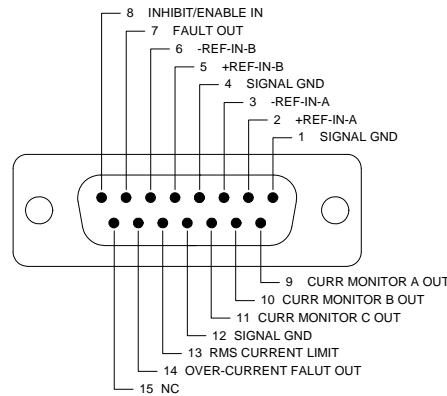 8 INHIBIT/ENABLE IN
7 FAULT OUT
6 -REF-IN-B
5 +REF-IN-B
4 SIGNAL GND
3 -REF-IN-A
2 +REF-IN-A
1 SIGNAL GND
9 CURR MONITOR A OUT
10 CURR MONITOR B OUT
11 CURR MONITOR C OUT
12 SIGNAL GND
13 RMS CURRENT LIMIT
14 OVER-CURRENT FALUT OUT
15 NC